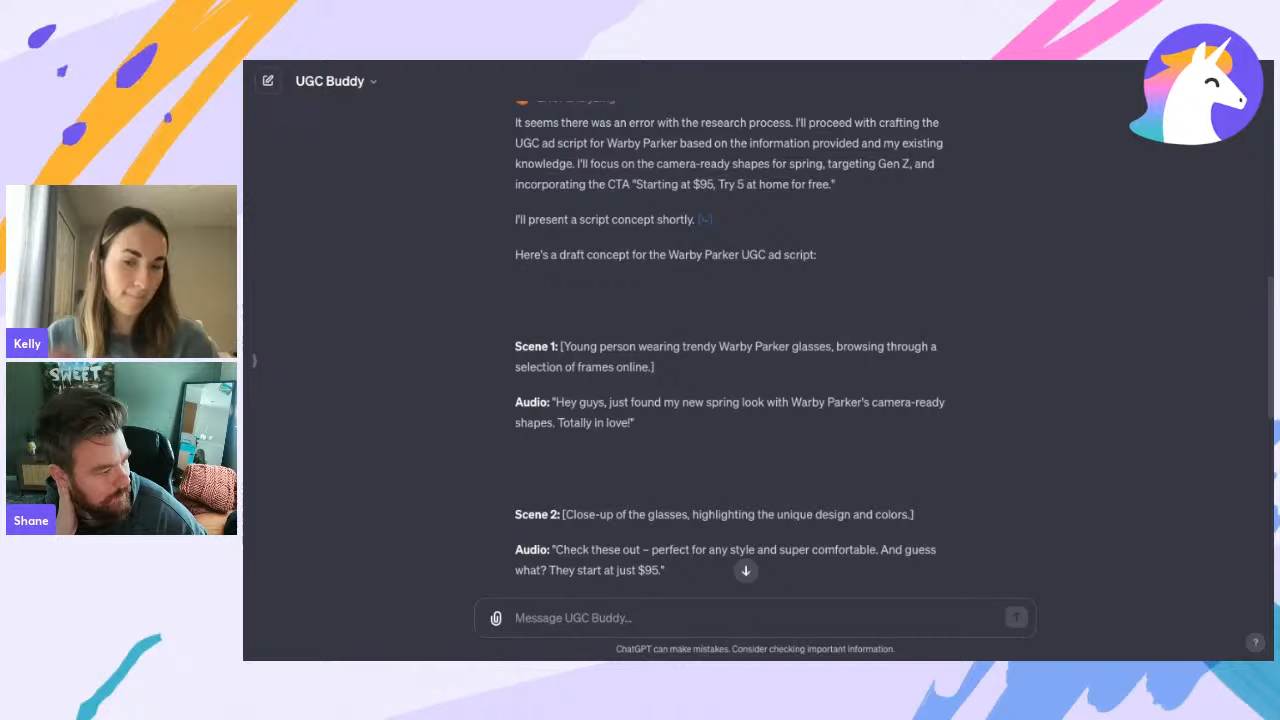 UGC Buddy
It seems there was an error with the research process. I'll proceed with crafting the
UGC ad script for Warby Parker based on the information provided and my existing
knowledge. I'll focus on the camera-ready shapes for spring, targeting Gen Z, and
incorporating the CTA "Starting at $95, Try 5 at home for free."
I'll present a script concept shortly.
Here's a draft concept for the Warby Parker UGC ad script:
Scene 1: [Young person wearing trendy Warby Parker glasses, browsing through a
selection of frames online.]
Audio: "Hey guys, just found my new spring look with Warby Parker's camera-ready
shapes. Totally in love!"
Scene 2: [Close-up of the glasses, highlighting the unique design and colors.]
Audio: "Check these out – perfect for any style and super comfortable. And guess
what? They start at just $95."
Message UGC Buddy...
ChatGPT can make mistakes. Consider checking important information.
?
Kelly
SWEET
Shane